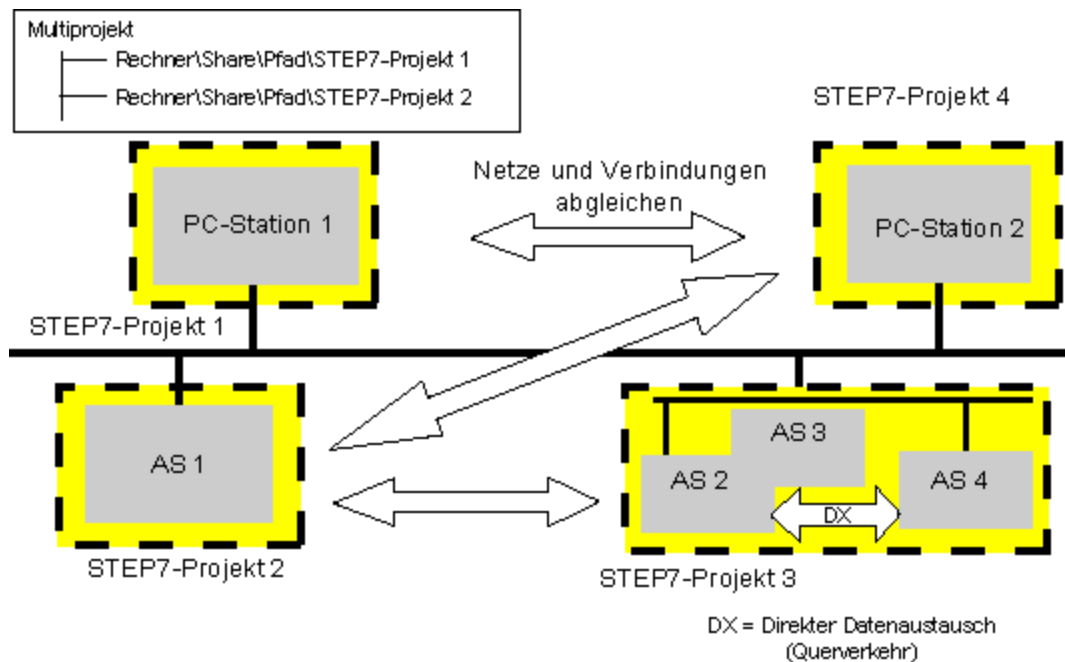 Multiprojekt
Rechner\Share\Pfad\STEP7-Projekt 1
Rechner\Share\Pfad\STEP7-Projekt 2
STEP7-Projekt 4
Netze und Verbindungen
abgleichen
PC-Station 1
PC-Station 2
STEP7-Projekt 1
AS 1
AS 3
AS 2
AS 4
DX
STEP7-Projekt 2
STEP7-Projekt 3
DX = Direkter Datenaustausch
(Querverkehr)